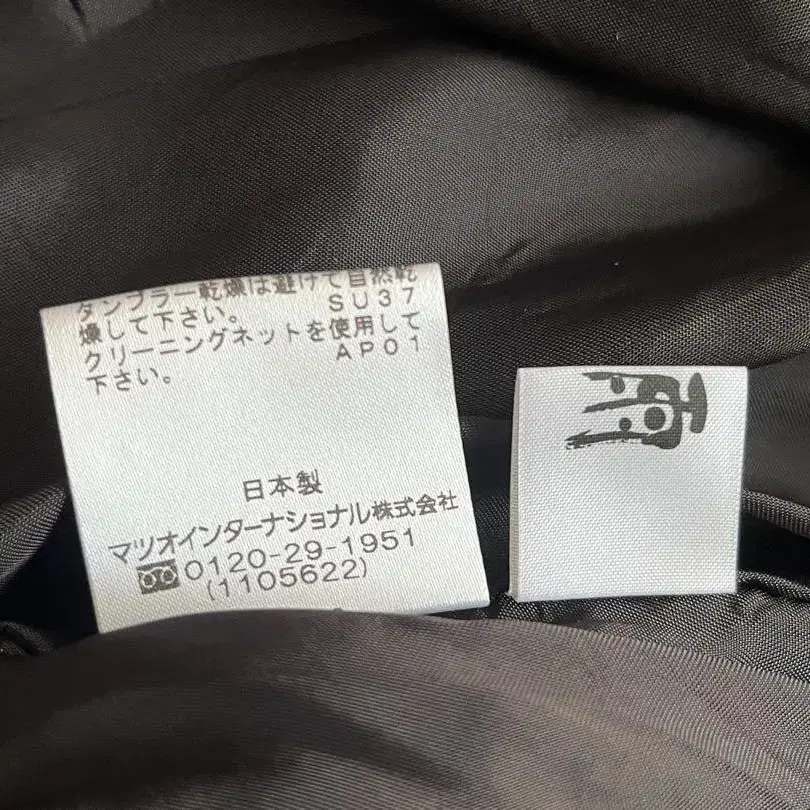 タンブラー乾燥は避けて自然乾
燥して下さい。 SU37
クリーニングネットを使用して
下さい。 AP01
日本製
マツオインターナショナル株式会社
0120-29-1951
(1105622)